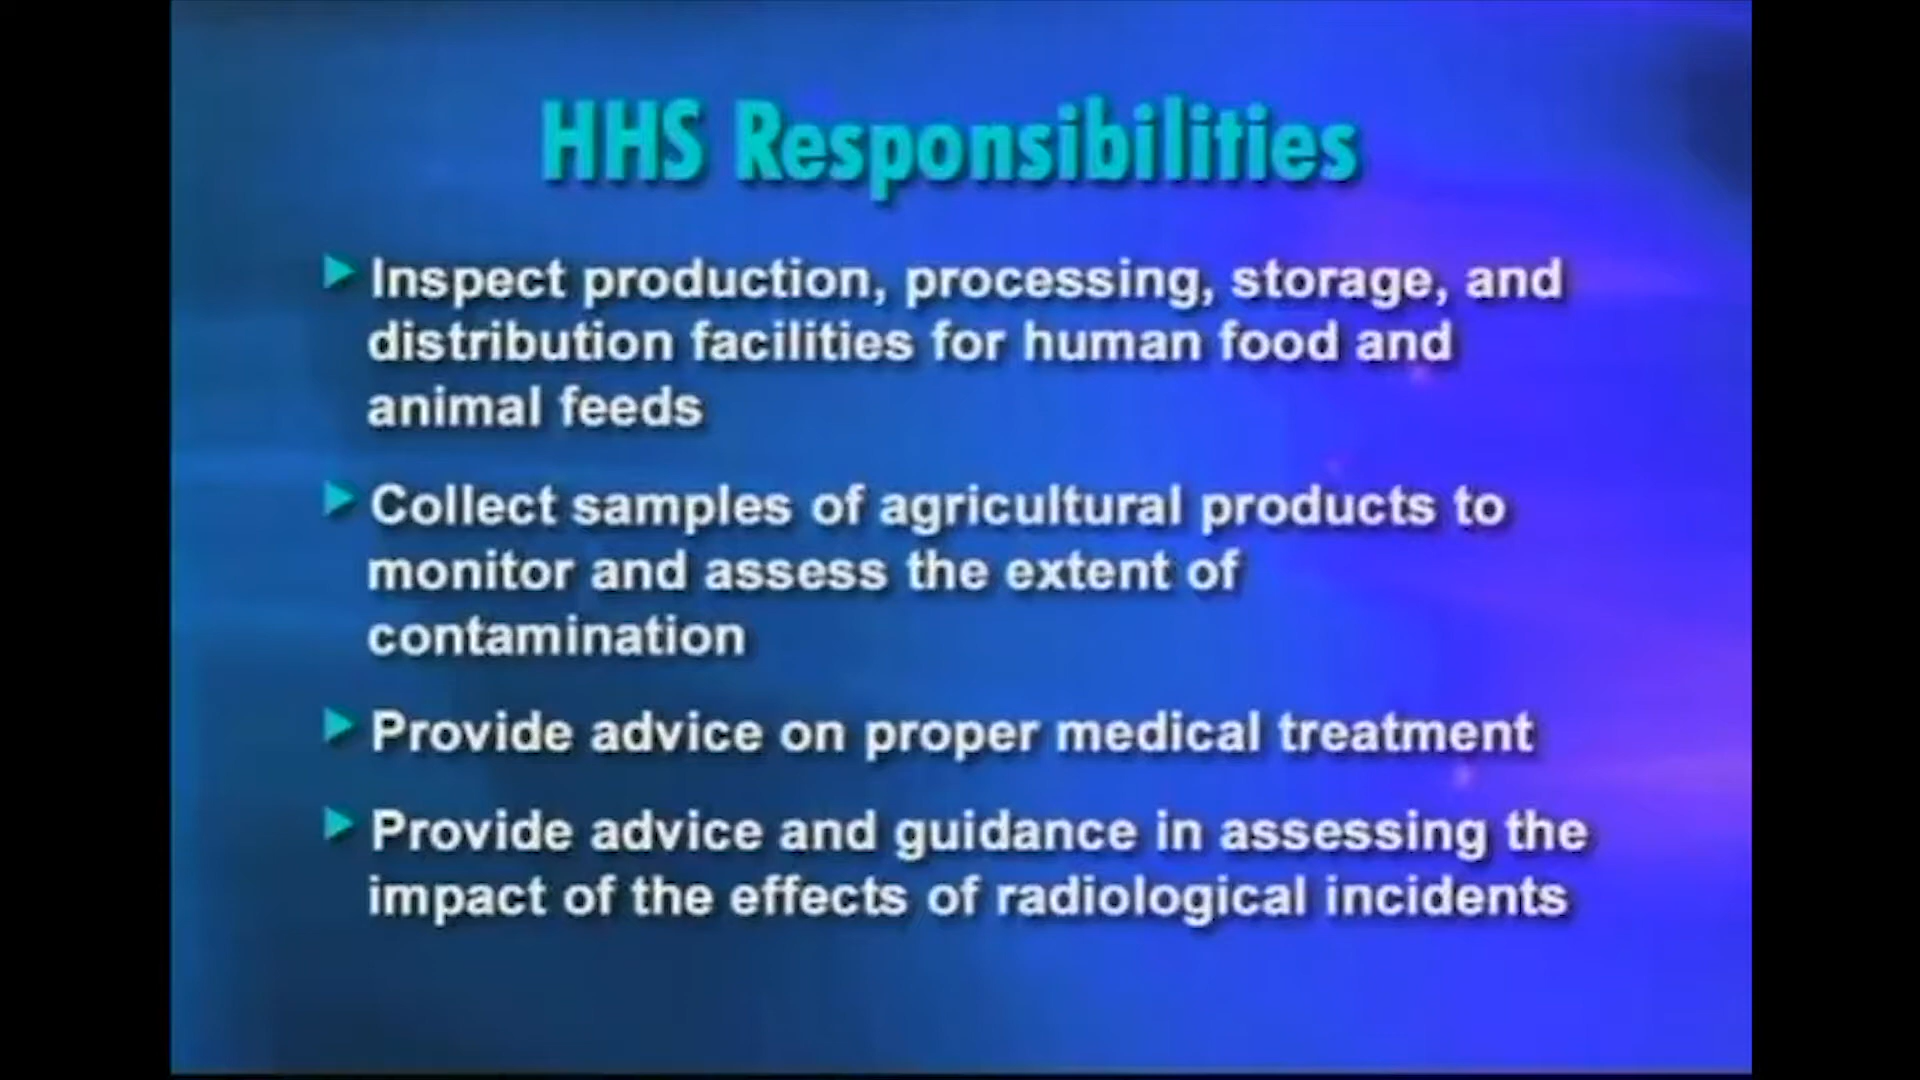 HHS Responsibilities
Inspect production, processing, storage, and
distribution facilities for human food and
animal feeds
Collect samples of agricultural products to
monitor and assess the extent of
contamination
Provide advice on proper medical treatment
Provide advice and guidance in assessing the
impact of the effects of radiological incidents